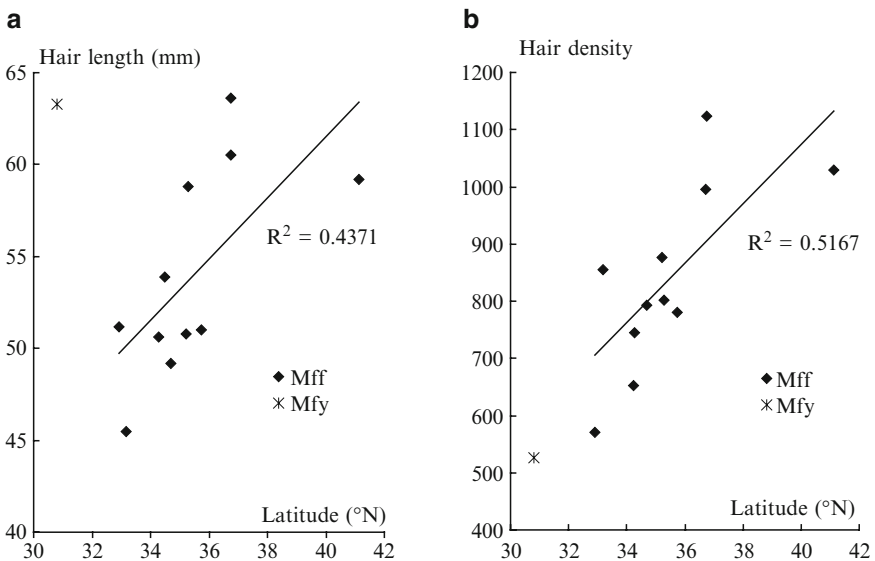 a
Hair length (mm)
65
60
55
50
45
40
R² = 0.4371
Mff
Mfy
Latitude (°N)
30 32 34 36 38 40 42
b
Hair density
1200
1100
1000
900
800
700
600
500
400
R² = 0.5167
Mff
Mfy
Latitude (°N)
30 32 34 36 38 40 42